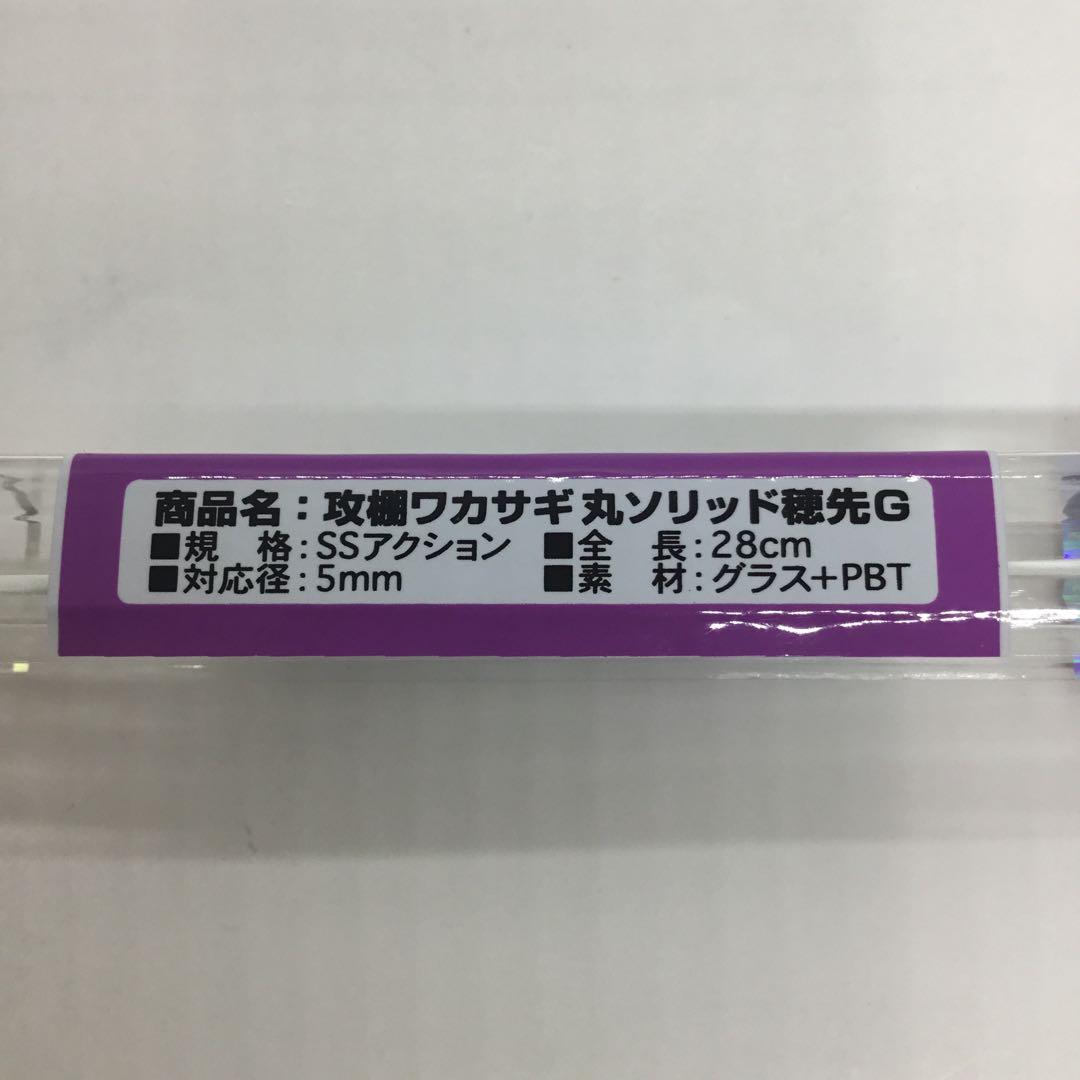 商品名：攻棚ワカサギ 丸ソリッド穂先G
■規　格：SSアクション　■全　長：28cm
■対応径：5mm　■素　材：グラス+PBT